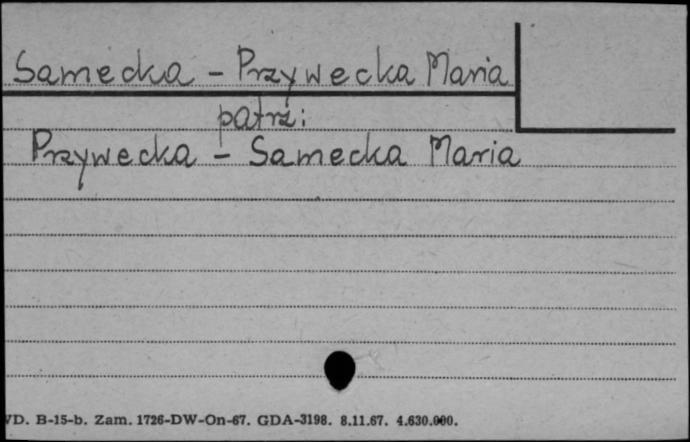 Samecka - Przywecka Maria
patrz:
Przywecka - Samecka Maria
VD. B-15-b. Zam. 1726-DW-On-67. GDA-3198. 8.11.67. 4.630.000.